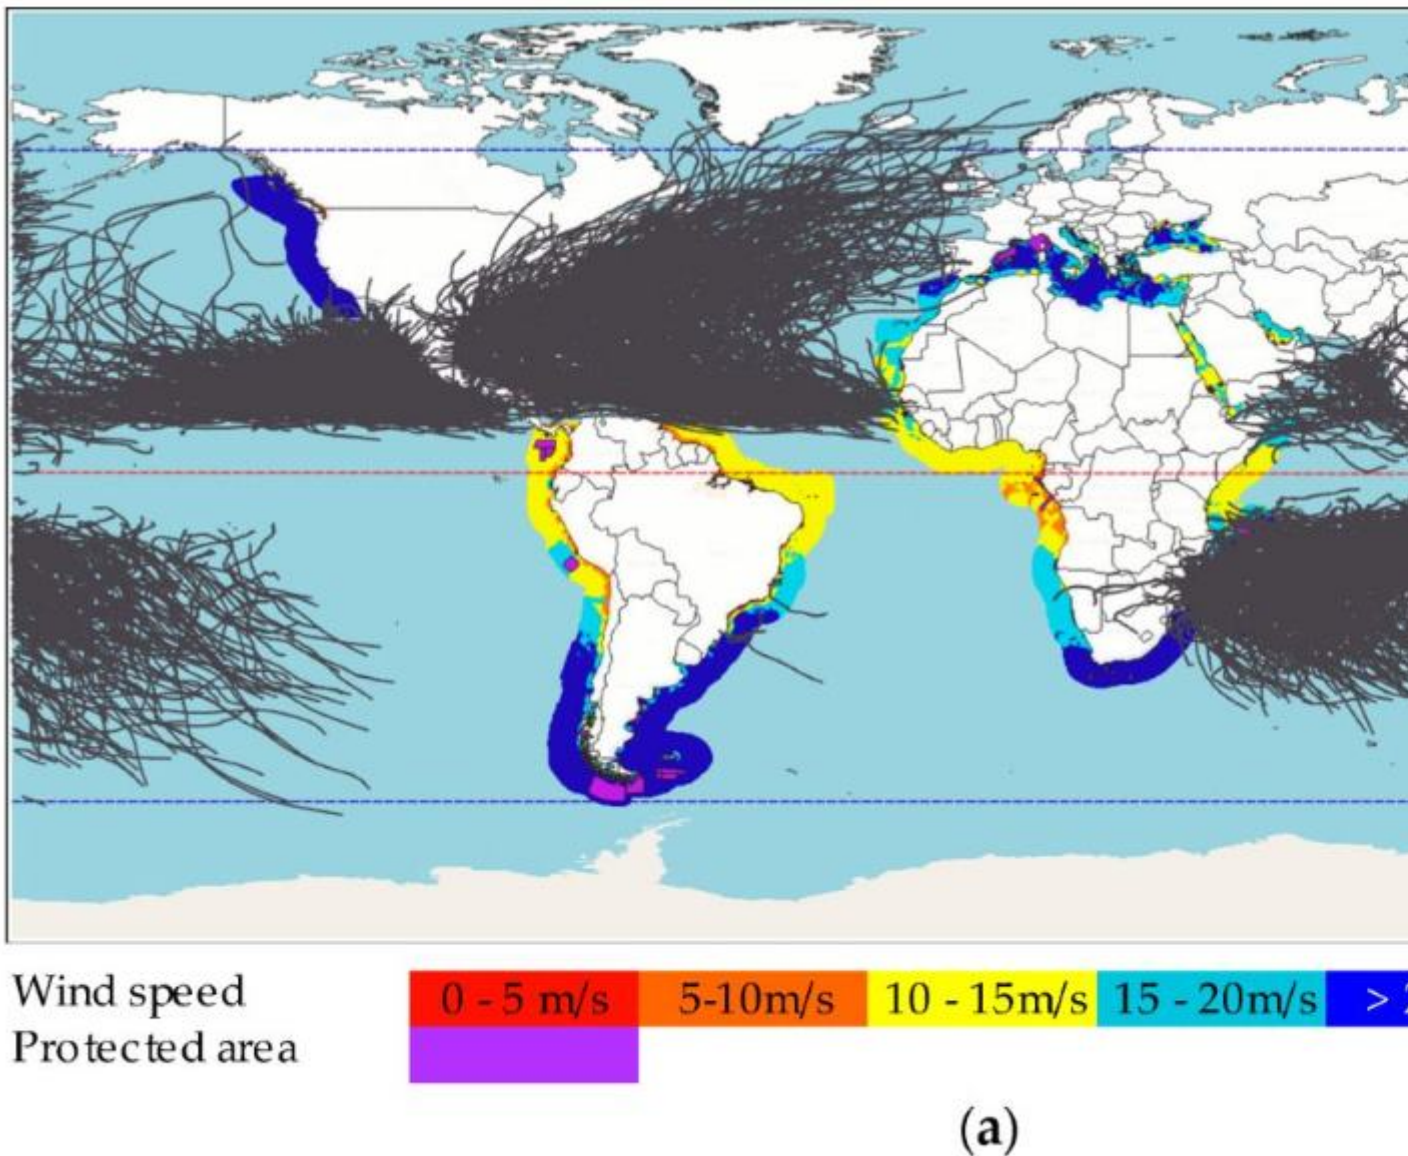 Wind speed 0 - 5 m/s 5-10m/s 10 - 15m/s 15 - 20m/s >
Protected area
(a)